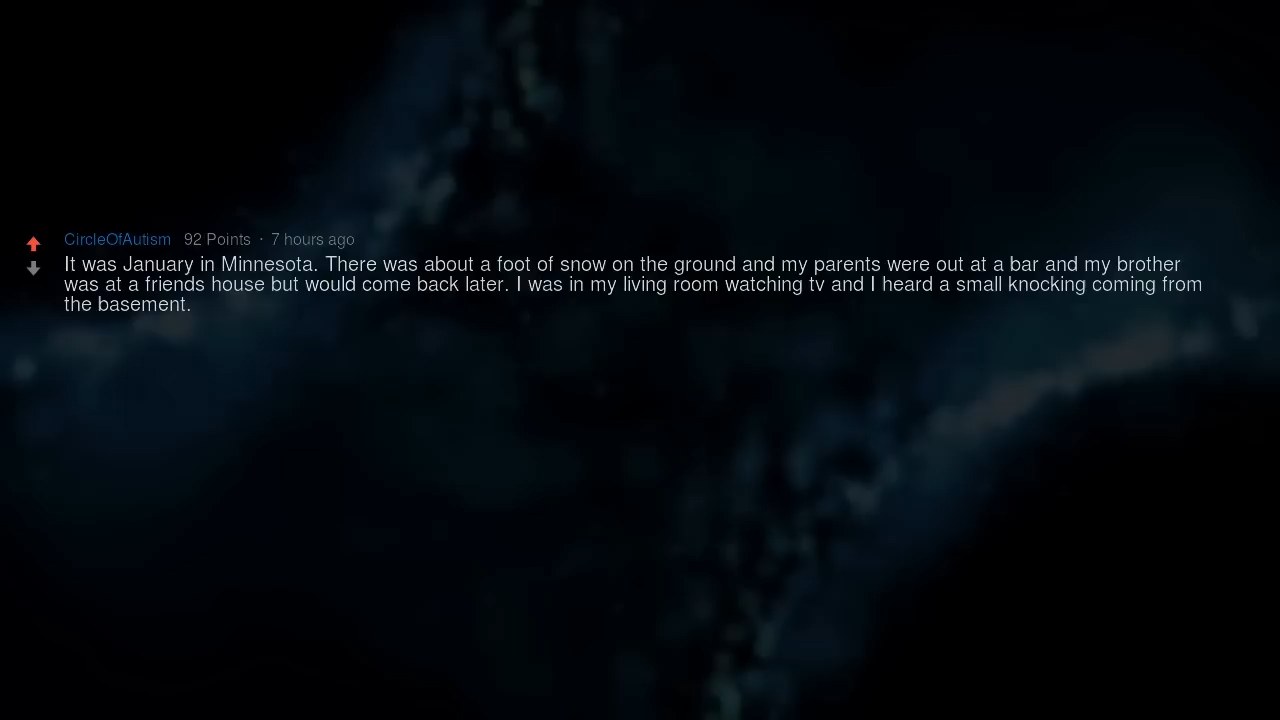 CircleOfAutism 92 Points · 7 hours ago
It was January in Minnesota. There was about a foot of snow on the ground and my parents were out at a bar and my brother
was at a friends house but would come back later. I was in my living room watching tv and I heard a small knocking coming from
the basement.